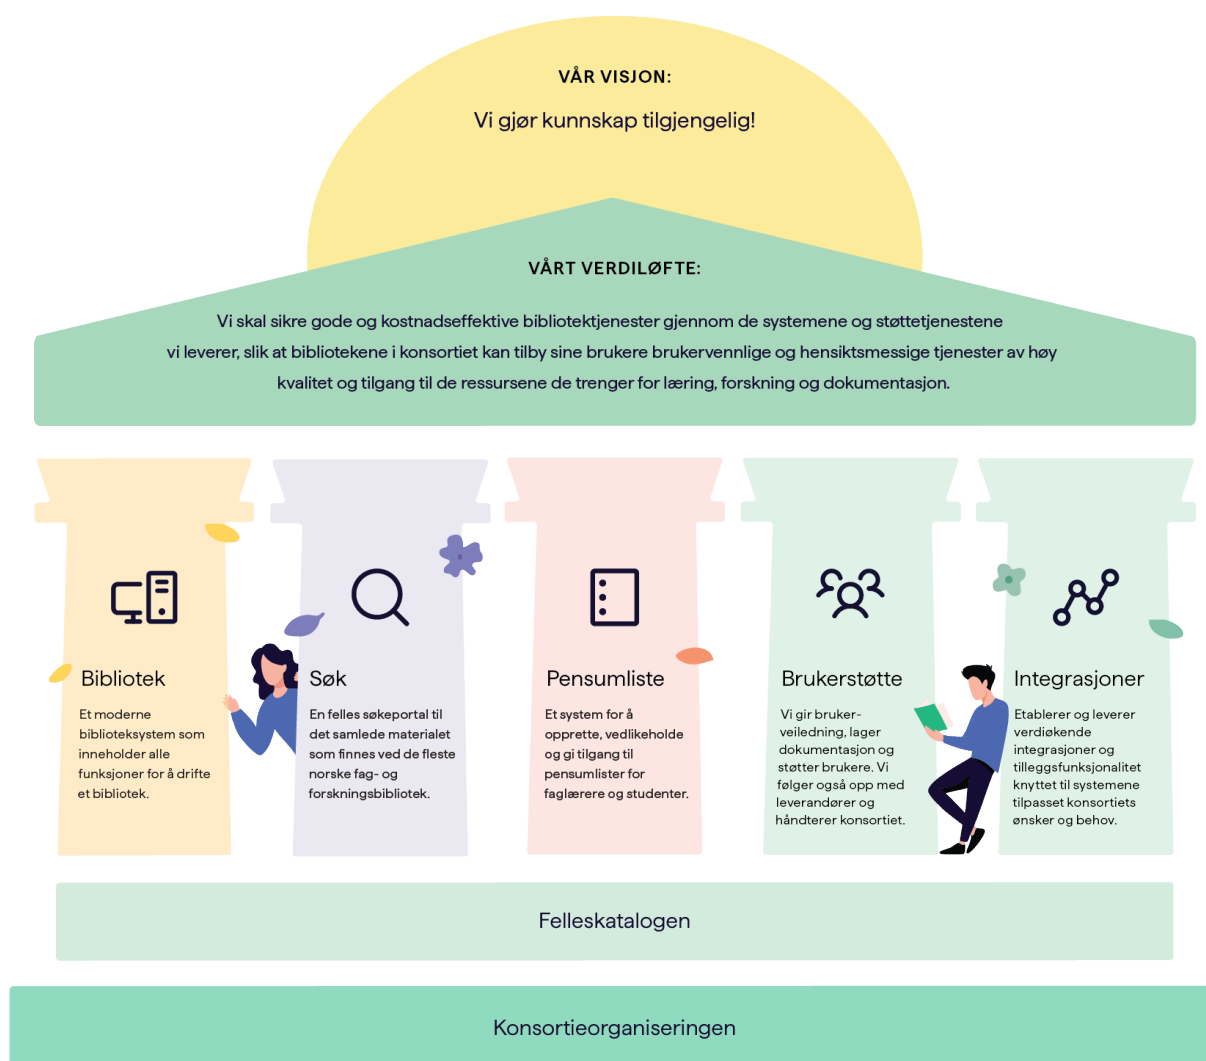 VÅR VISJON:
Vi gjør kunnskap tilgjengelig!
VÅRT VERDILØFTE:
Vi skal sikre gode og kostnadseffektive bibliotektjenester gjennom de systemene og støttetjenestene
vi leverer, slik at bibliotekene i konsortiet kan tilby sine brukere brukervennlige og hensiktsmessige tjenester av høy
kvalitet og tilgang til de ressursene de trenger for læring, forskning og dokumentasjon.
Bibliotek
Et moderne
biblioteksystem som
inneholder alle
funksjoner for å drifte
et bibliotek.
Søk
En felles søkeportal til
det samlede materialet
som finnes ved de fleste
norske fag- og
forskningsbibliotek.
Pensumliste
Et system for å
opprette, vedlikeholde
og gi tilgang til
pensumlister for
faglærere og studenter.
Brukerstøtte
Vi gir bruker-
veiledning, lager
dokumentasjon og
støtter brukere. Vi
følger også opp med
leverandører og
håndterer konsortiet.
Integrasjoner
Etablerer og leverer
verdiøkende
integrasjoner og
tilleggsfunksjonalitet
knyttet til systemene
tilpasset konsortiets
ønsker og behov.
Felleskatalogen
Konsortieorganiseringen